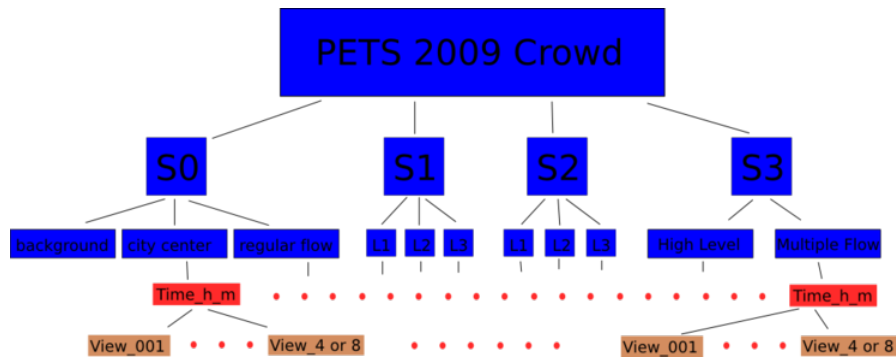 PETS 2009 Crowd
S0 S1 S2 S3
background city center regular flow L1 L2 L3 L1 L2 L3 High Level Multiple Flow
Time_h_m Time_h_m
View_001 View_4 or 8 View_001 View_4 or 8